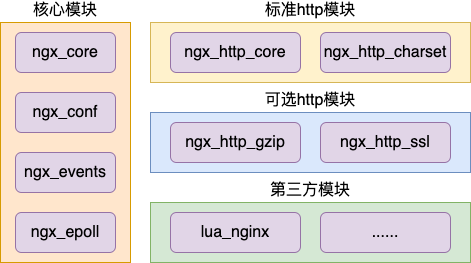 核心模块
ngx_core
ngx_conf
ngx_events
ngx_epoll
标准http模块
ngx_http_core
ngx_http_charset
可选http模块
ngx_http_gzip
ngx_http_ssl
第三方模块
lua_nginx
......